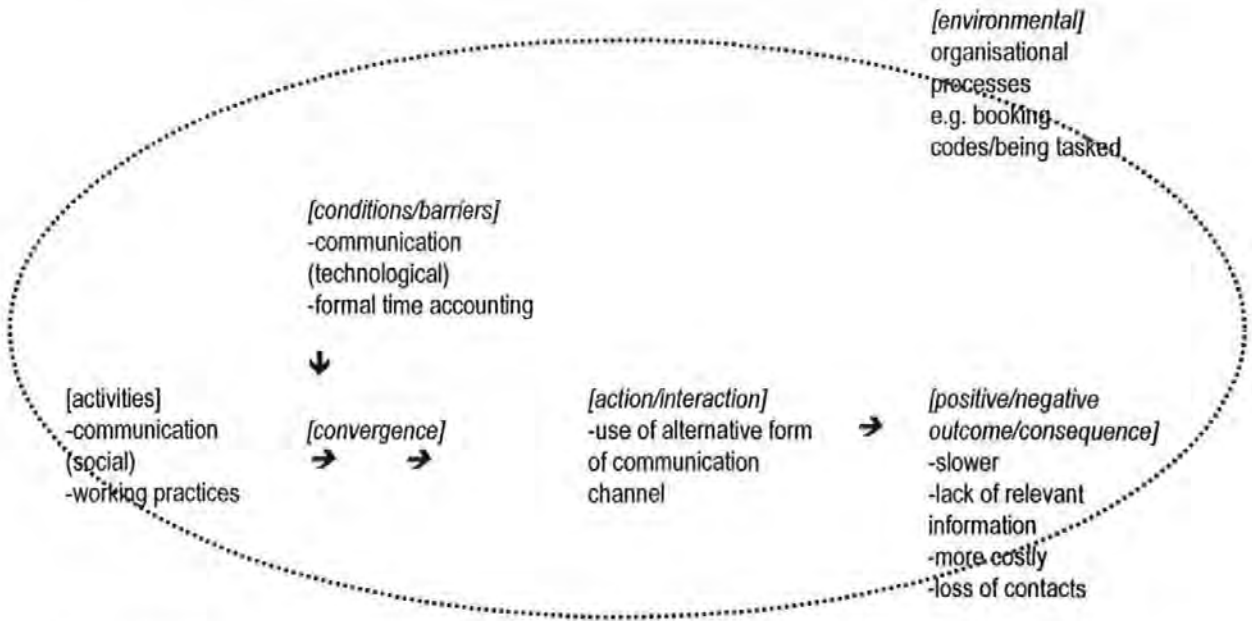 [environmental]
organisational
processes
e.g. booking
codes/being tasked
[conditions/barriers]
-communication
(technological)
-formal time accounting
[activities]
-communication
(social)
-working practices
[convergence]
[action/interaction]
-use of alternative form
of communication
channel
[positive/negative
outcome/consequence]
-slower
-lack of relevant
information
-more costly
-loss of contacts